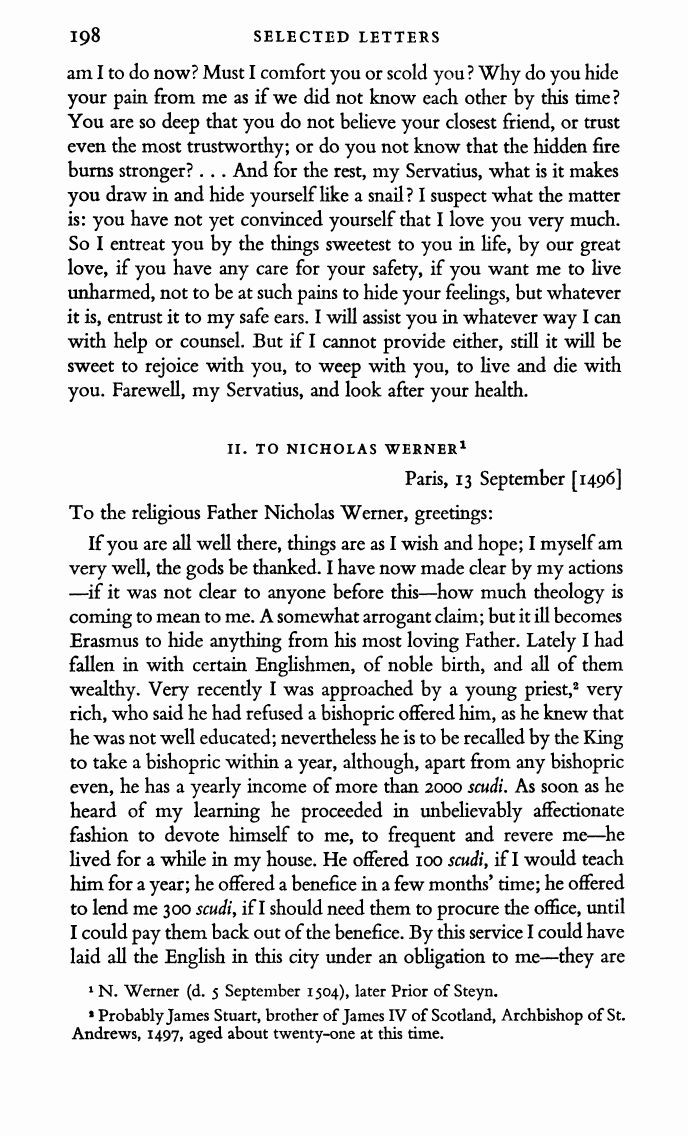 198 SELECTED LETTERS
am I to do now? Must I comfort you or scold you? Why do you hide
your pain from me as if we did not know each other by this time?
You are so deep that you do not believe your closest friend, or trust
even the most trustworthy; or do you not know that the hidden fire
burns stronger? . . . And for the rest, my Servatius, what is it makes
you draw in and hide yourself like a snail? I suspect what the matter
is: you have not yet convinced yourself that I love you very much.
So I entreat you by the things sweetest to you in life, by our great
love, if you have any care for your safety, if you want me to live
unharmed, not to be at such pains to hide your feelings, but whatever
it is, entrust it to my safe ears. I will assist you in whatever way I can
with help or counsel. But if I cannot provide either, still it will be
sweet to rejoice with you, to weep with you, to live and die with
you. Farewell, my Servatius, and look after your health.
II. TO NICHOLAS WERNER¹
Paris, 13 September [1496]
To the religious Father Nicholas Werner, greetings:
If you are all well there, things are as I wish and hope; I myself am
very well, the gods be thanked. I have now made clear by my actions
—if it was not clear to anyone before this—how much theology is
coming to mean to me. A somewhat arrogant claim; but it ill becomes
Erasmus to hide anything from his most loving Father. Lately I had
fallen in with certain Englishmen, of noble birth, and all of them
wealthy. Very recently I was approached by a young priest,² very
rich, who said he had refused a bishopric offered him, as he knew that
he was not well educated; nevertheless he is to be recalled by the King
to take a bishopric within a year, although, apart from any bishopric
even, he has a yearly income of more than 2000 scudi. As soon as he
heard of my learning he proceeded in unbelievably affectionate
fashion to devote himself to me, to frequent and revere me—he
lived for a while in my house. He offered 100 scudi, if I would teach
him for a year; he offered a benefice in a few months' time; he offered
to lend me 300 scudi, if I should need them to procure the office, until
I could pay them back out of the benefice. By this service I could have
laid all the English in this city under an obligation to me—they are
¹ N. Werner (d. 5 September 1504), later Prior of Steyn.
² Probably James Stuart, brother of James IV of Scotland, Archbishop of St.
Andrews, 1497, aged about twenty-one at this time.